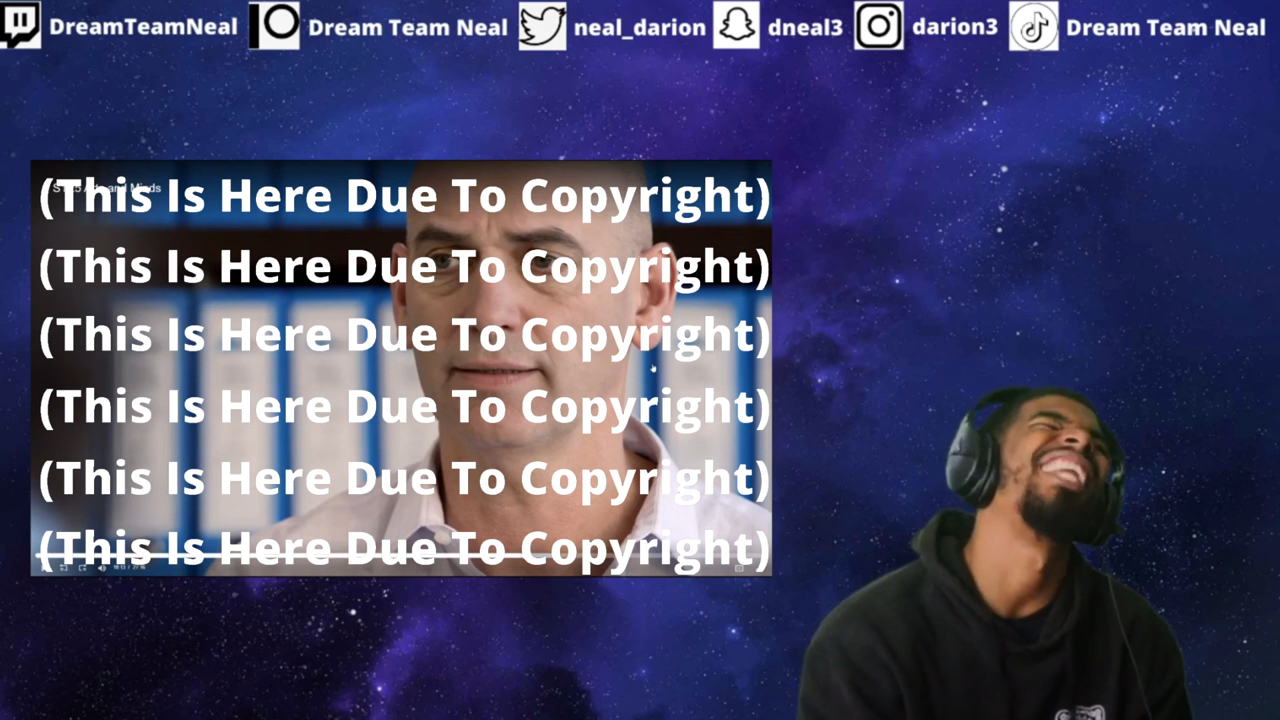 DreamTeamNeal
Dream Team Neal
neal_darion
dneal3
darion3
Dream Team Neal
(This Is Here Due To Copyright)
(This Is Here Due To Copyright)
(This Is Here Due To Copyright)
(This Is Here Due To Copyright)
(This Is Here Due To Copyright)
(This Is Here Due To Copyright)